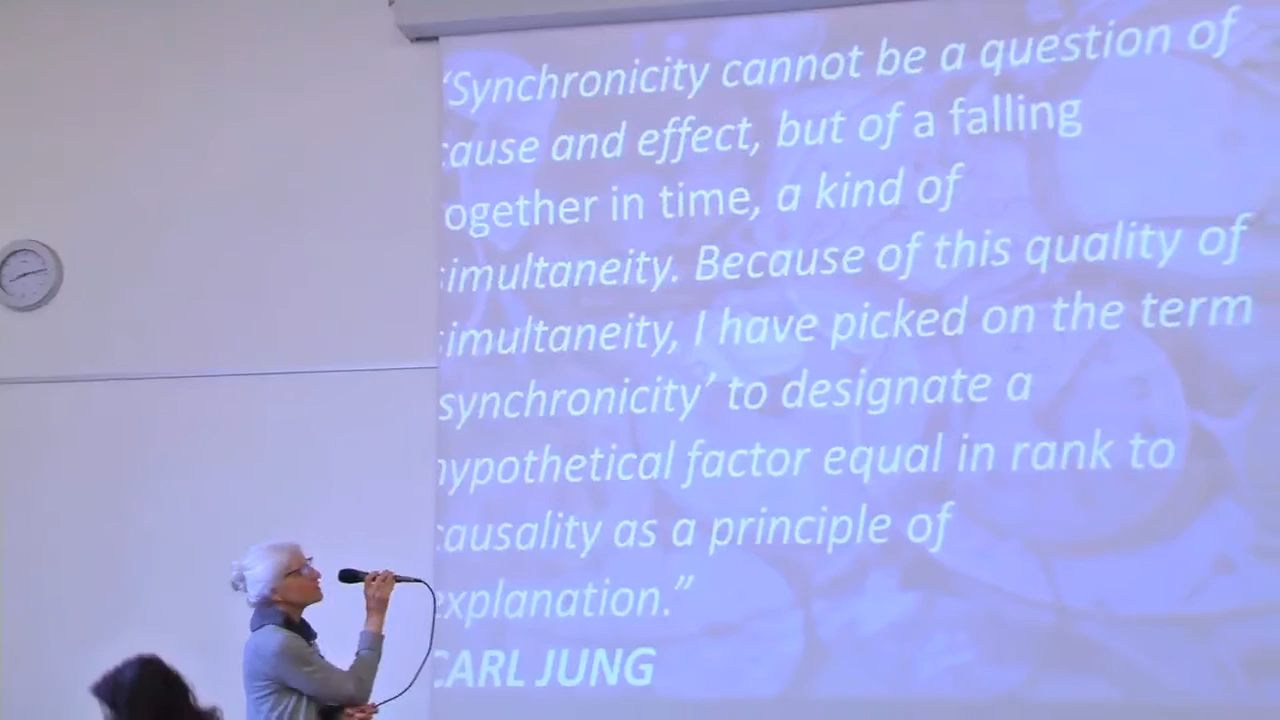 “Synchronicity cannot be a question of
cause and effect, but of a falling
together in time, a kind of
simultaneity. Because of this quality of
simultaneity, I have picked on the term
synchronicity’ to designate a
hypothetical factor equal in rank to
causality as a principle of
explanation.”
CARL JUNG